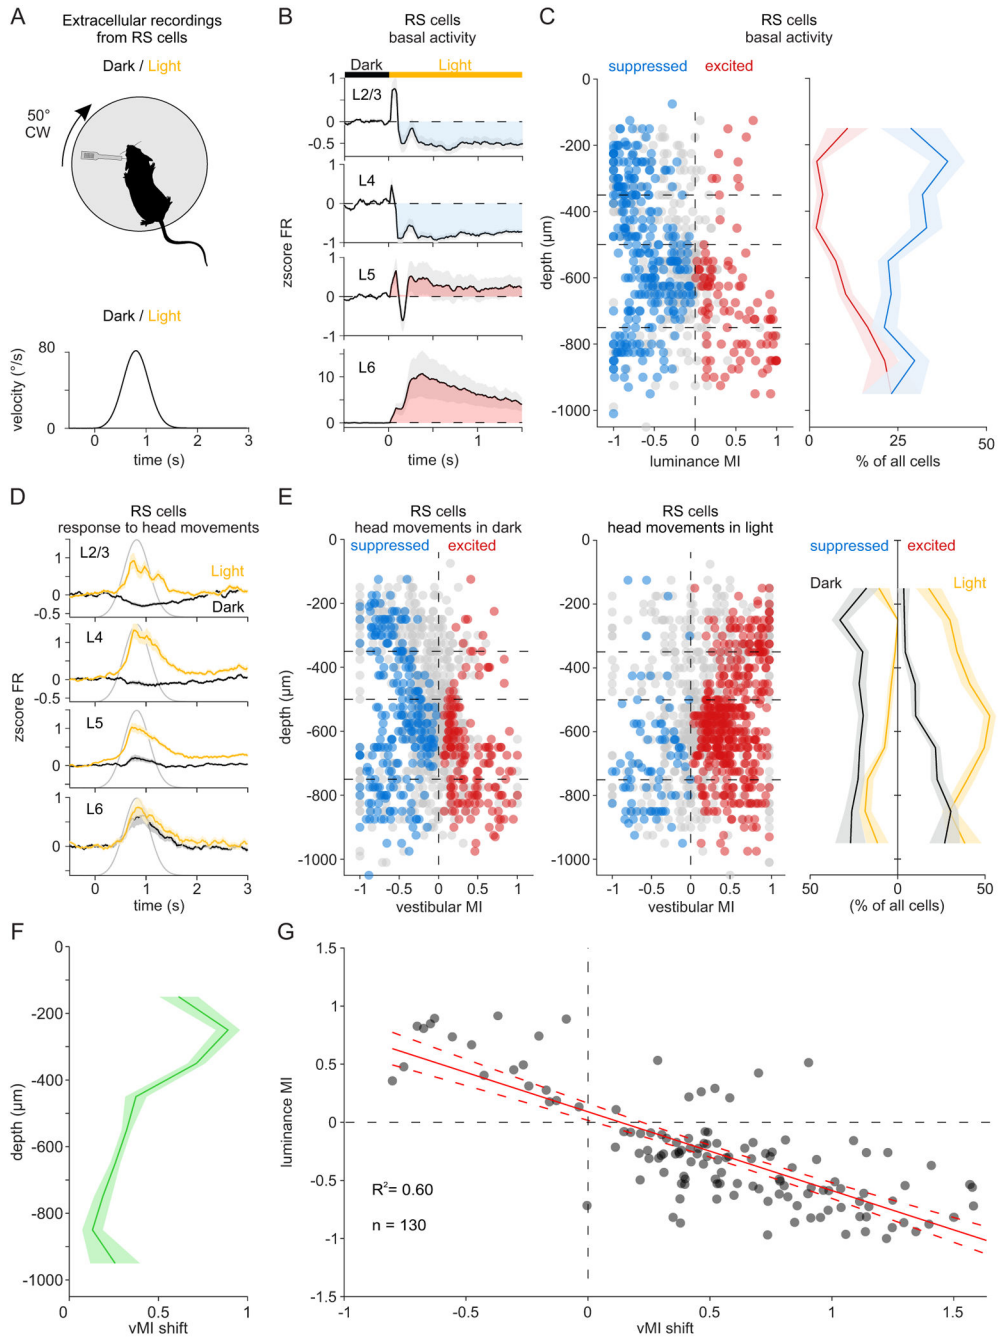 A
Extracellular recordings
from RS cells
Dark / Light
50°
CW
Dark / Light
80
0
velocity (°/s)
0 1 2 3
time (s)
B
RS cells
basal activity
Dark Light
L2/3
0
-0.5
L4
1
0
-1
L5
1
0
-1
L6
10
0
zscore FR
0 1
time (s)
C
RS cells
basal activity
suppressed excited
0
-200
-400
-600
-800
-1000
depth (µm)
-1 -0.5 0 0.5 1
luminance MI
0 25 50
% of all cells
D
RS cells
response to head movements
L2/3
1
0
-0.5
Light
Dark
L4
1
0
-0.5
L5
1
0
L6
1
0
zscore FR
0 1 2 3
time (s)
E
RS cells
head movements in dark
suppressed excited
0
-200
-400
-600
-800
-1000
depth (µm)
-1 -0.5 0 0.5 1
vestibular MI
RS cells
head movements in light
0
-200
-400
-600
-800
-1000
-1 -0.5 0 0.5 1
vestibular MI
suppressed excited
Dark Light
50 0 50
(% of all cells)
F
0
-200
-400
-600
-800
-1000
depth (µm)
0 0.5 1
vMI shift
G
1.5
1
0.5
0
-0.5
-1
-1.5
luminance MI
R²= 0.60
n = 130
-1 -0.5 0 0.5 1 1.5
vMI shift